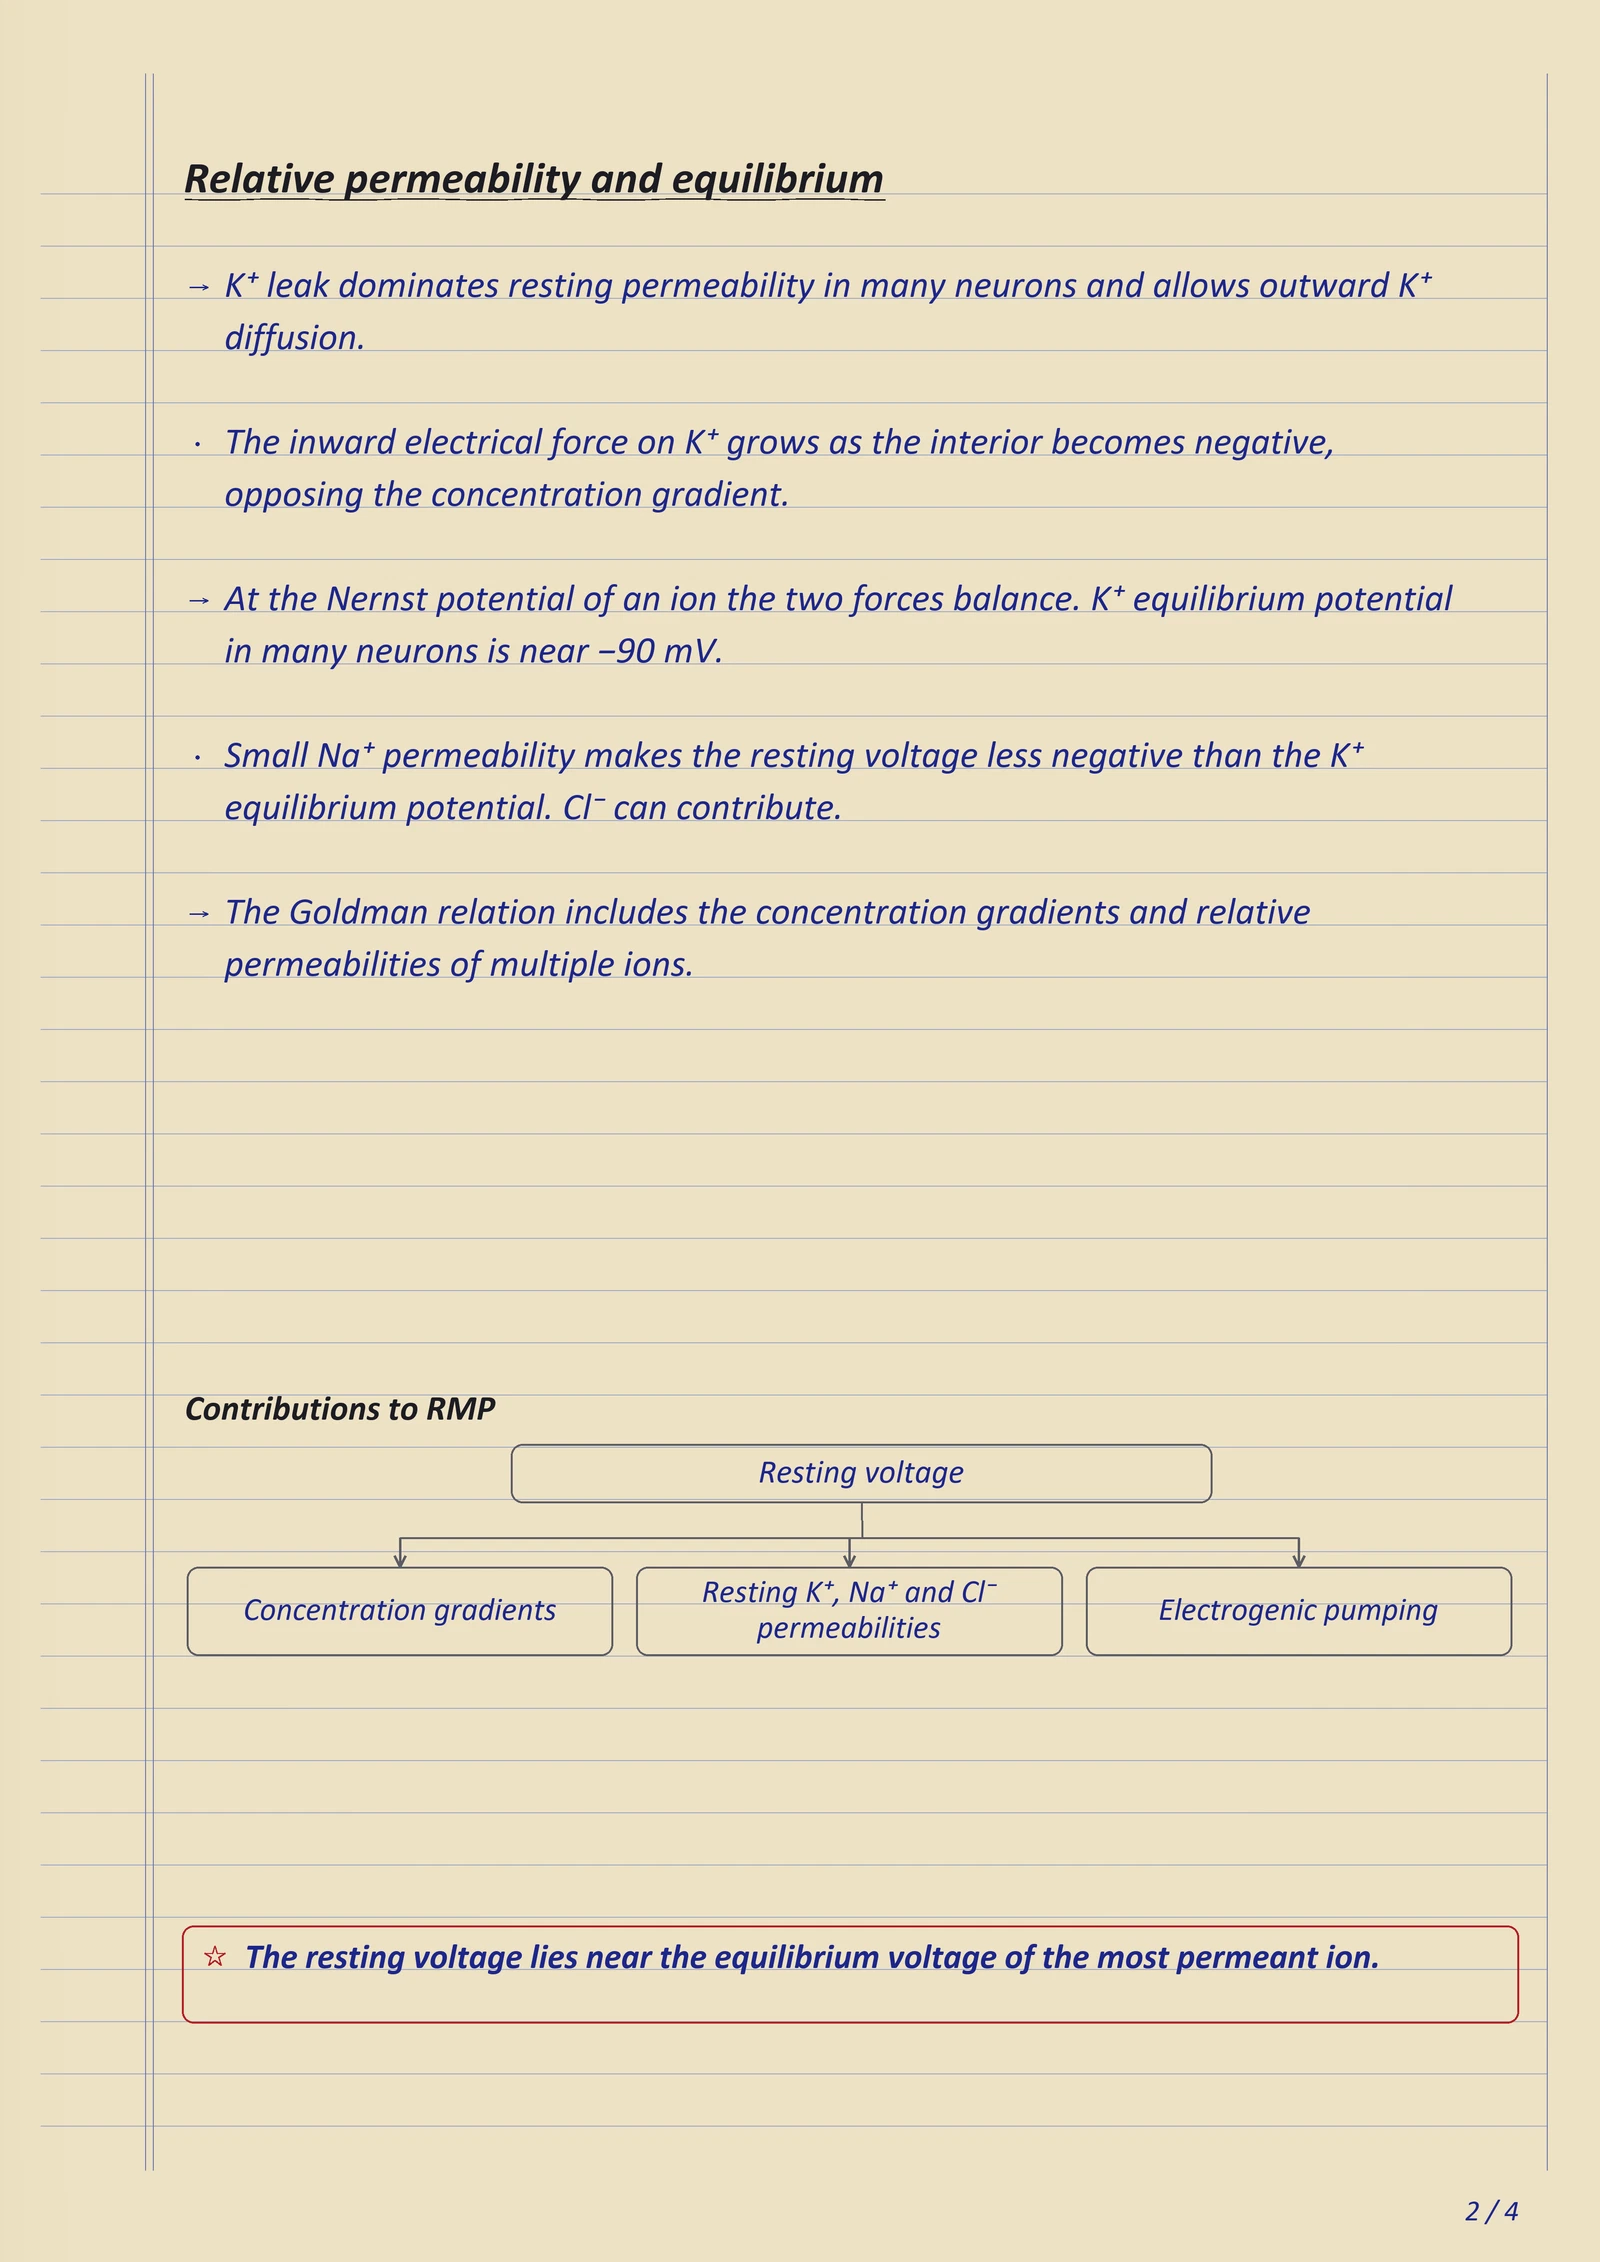 Relative permeability and equilibrium
→ K⁺ leak dominates resting permeability in many neurons and allows outward K⁺
diffusion.
· The inward electrical force on K⁺ grows as the interior becomes negative,
opposing the concentration gradient.
→ At the Nernst potential of an ion the two forces balance. K⁺ equilibrium potential
in many neurons is near −90 mV.
· Small Na⁺ permeability makes the resting voltage less negative than the K⁺
equilibrium potential. Cl⁻ can contribute.
→ The Goldman relation includes the concentration gradients and relative
permeabilities of multiple ions.
Contributions to RMP
Resting voltage
Concentration gradients
Resting K⁺, Na⁺ and Cl⁻
permeabilities
Electrogenic pumping
☆ The resting voltage lies near the equilibrium voltage of the most permeant ion.
2 / 4